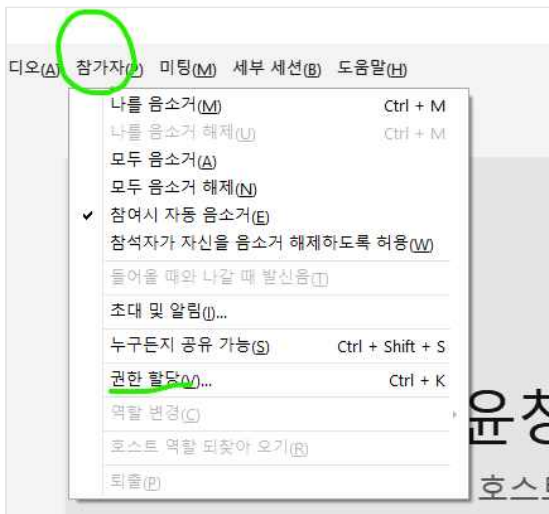 디오(A) 참가자(P) 미팅(M) 세부 세션(B) 도움말(H)
나를 음소거(M) Ctrl + M
나를 음소거 해제(U) Ctrl + M
모두 음소거(A)
모두 음소거 해제(N)
참여시 자동 음소거(E)
참석자가 자신을 음소거 해제하도록 허용(W)
들어올 때와 나갈 때 발신음(T)
초대 및 알림(I)...
누구든지 공유 가능(S) Ctrl + Shift + S
권한 할당(V)... Ctrl + K
역할 변경(C)
호스트 역할 되찾아 오기(R)
퇴출(P)
윤창
호스트